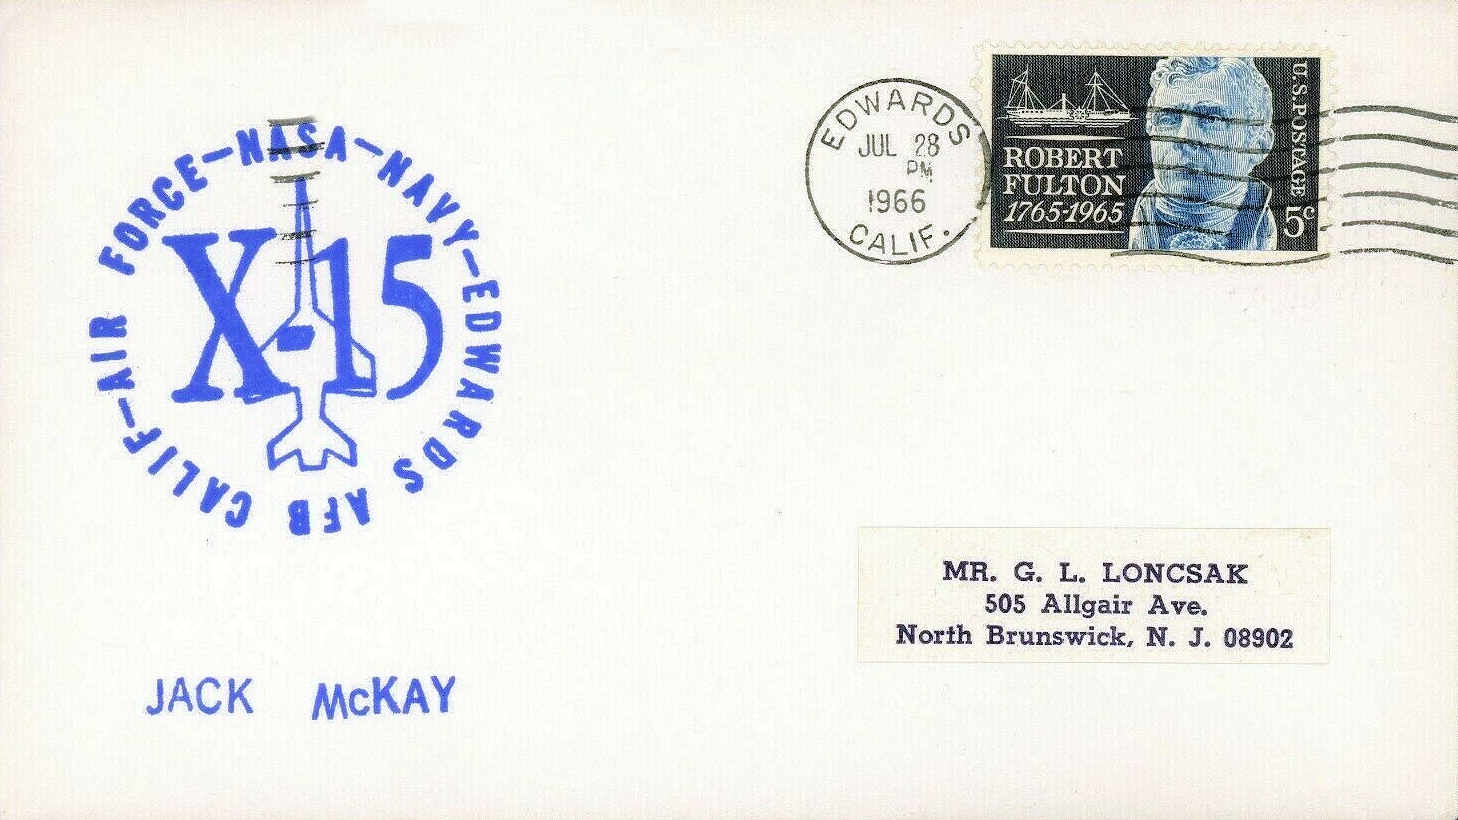 AIR FORCE-NASA-NAVY-EDWARDS AFB CALIF-
X-15
JACK McKAY
EDWARDS
JUL 28
PM
1966
CALIF.
ROBERT
FULTON
1765-1965
U.S. POSTAGE
5c
MR. G. L. LONCSAK
505 Allgair Ave.
North Brunswick, N. J. 08902